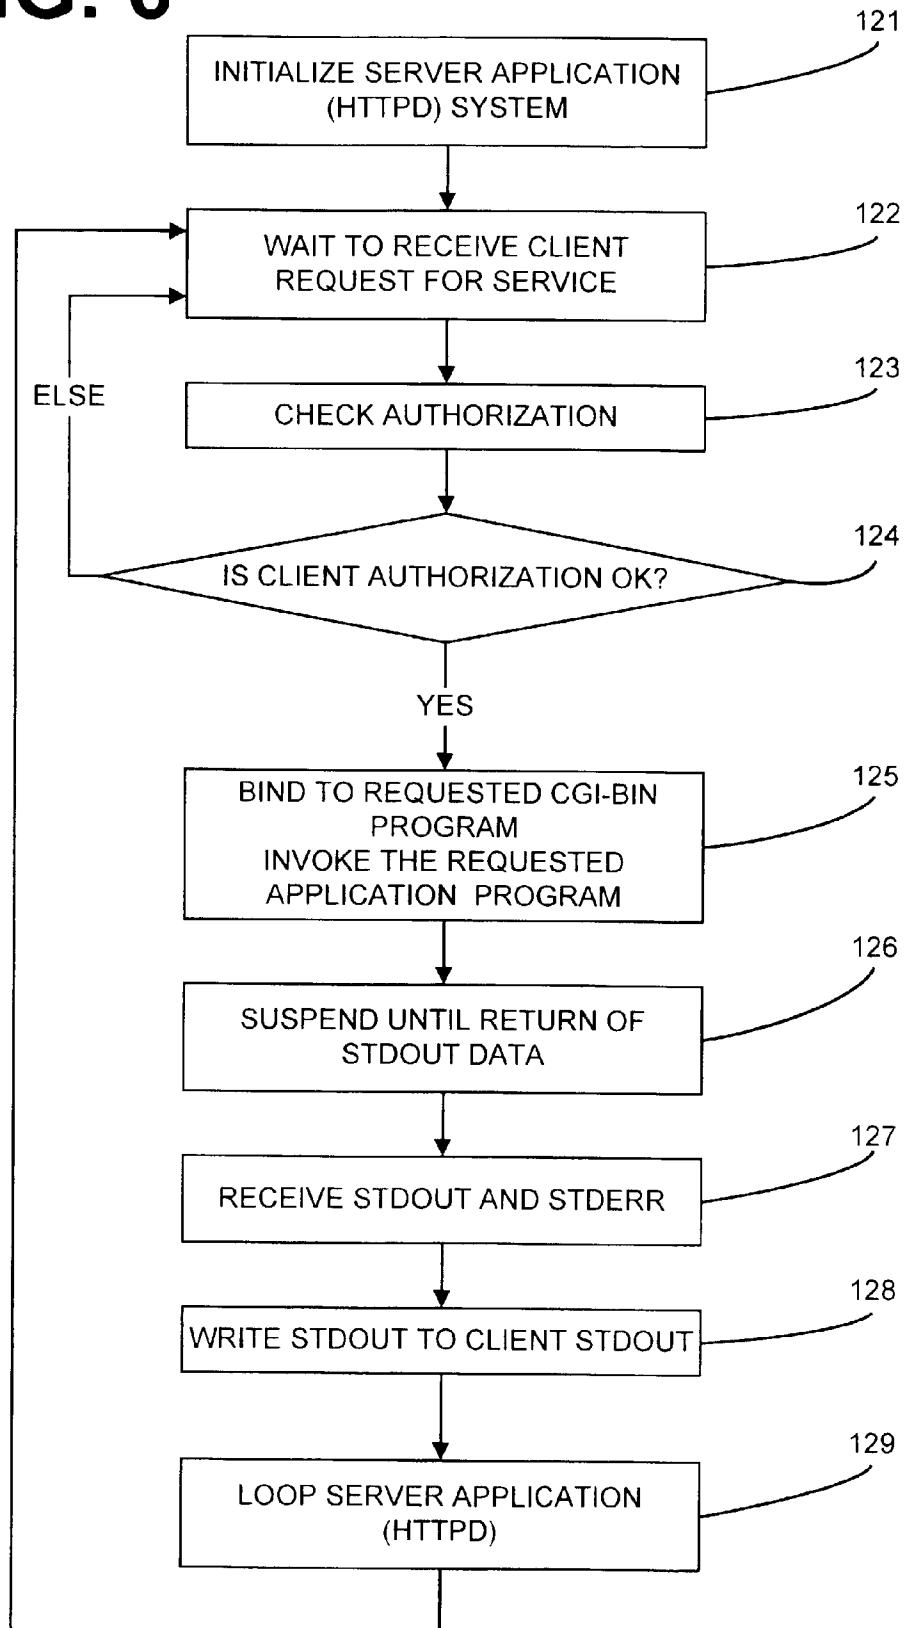 121
INITIALIZE SERVER APPLICATION
(HTTPD) SYSTEM
122
WAIT TO RECEIVE CLIENT
REQUEST FOR SERVICE
123
ELSE
CHECK AUTHORIZATION
124
IS CLIENT AUTHORIZATION OK?
YES
125
BIND TO REQUESTED CGI-BIN
PROGRAM
INVOKE THE REQUESTED
APPLICATION PROGRAM
126
SUSPEND UNTIL RETURN OF
STDOUT DATA
127
RECEIVE STDOUT AND STDERR
128
WRITE STDOUT TO CLIENT STDOUT
129
LOOP SERVER APPLICATION
(HTTPD)